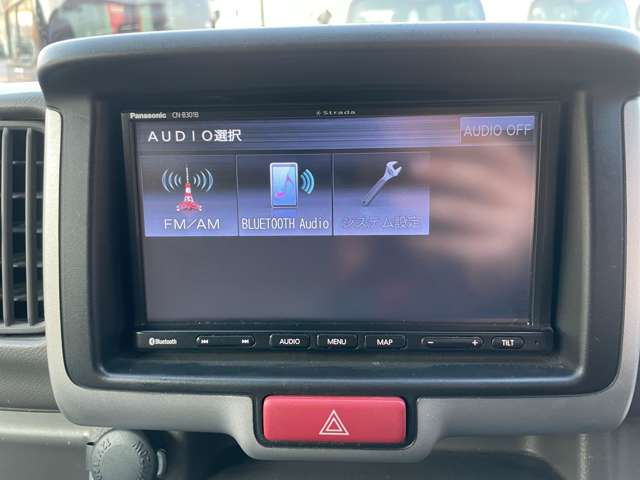 Panasonic CN-B301B Strada
AUDIO選択 AUDIO OFF
FM/AM BLUETOOTH Audio システム設定
Bluetooth AUDIO MENU MAP − + TILT